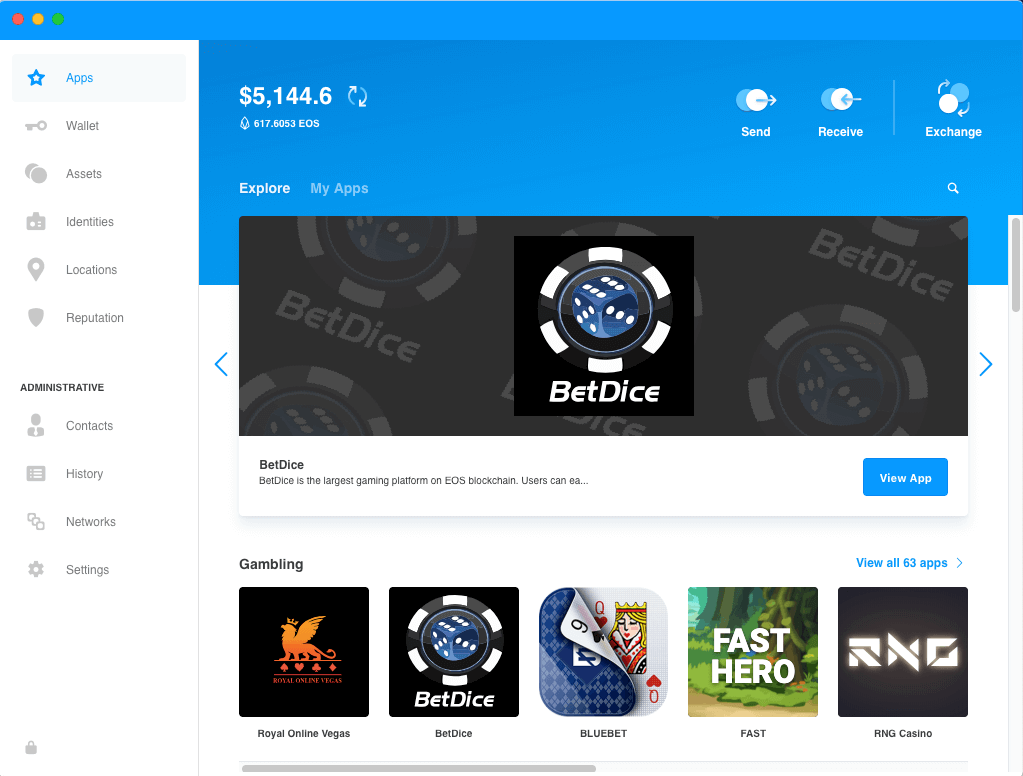 Apps
Wallet
Assets
Identities
Locations
Reputation
ADMINISTRATIVE
Contacts
History
Networks
Settings
$5,144.6
617.6053 EOS
Send
Receive
Exchange
Explore
My Apps
BetDice
BetDice
BetDice
BetDice
BetDice is the largest gaming platform on EOS blockchain. Users can ea...
View App
Gambling
View all 63 apps
ROYAL ONLINE VEGAS
BetDice
9
Q
Q
FAST
HERO
RNG
Royal Online Vegas
BetDice
BLUEBET
FAST
RNG Casino